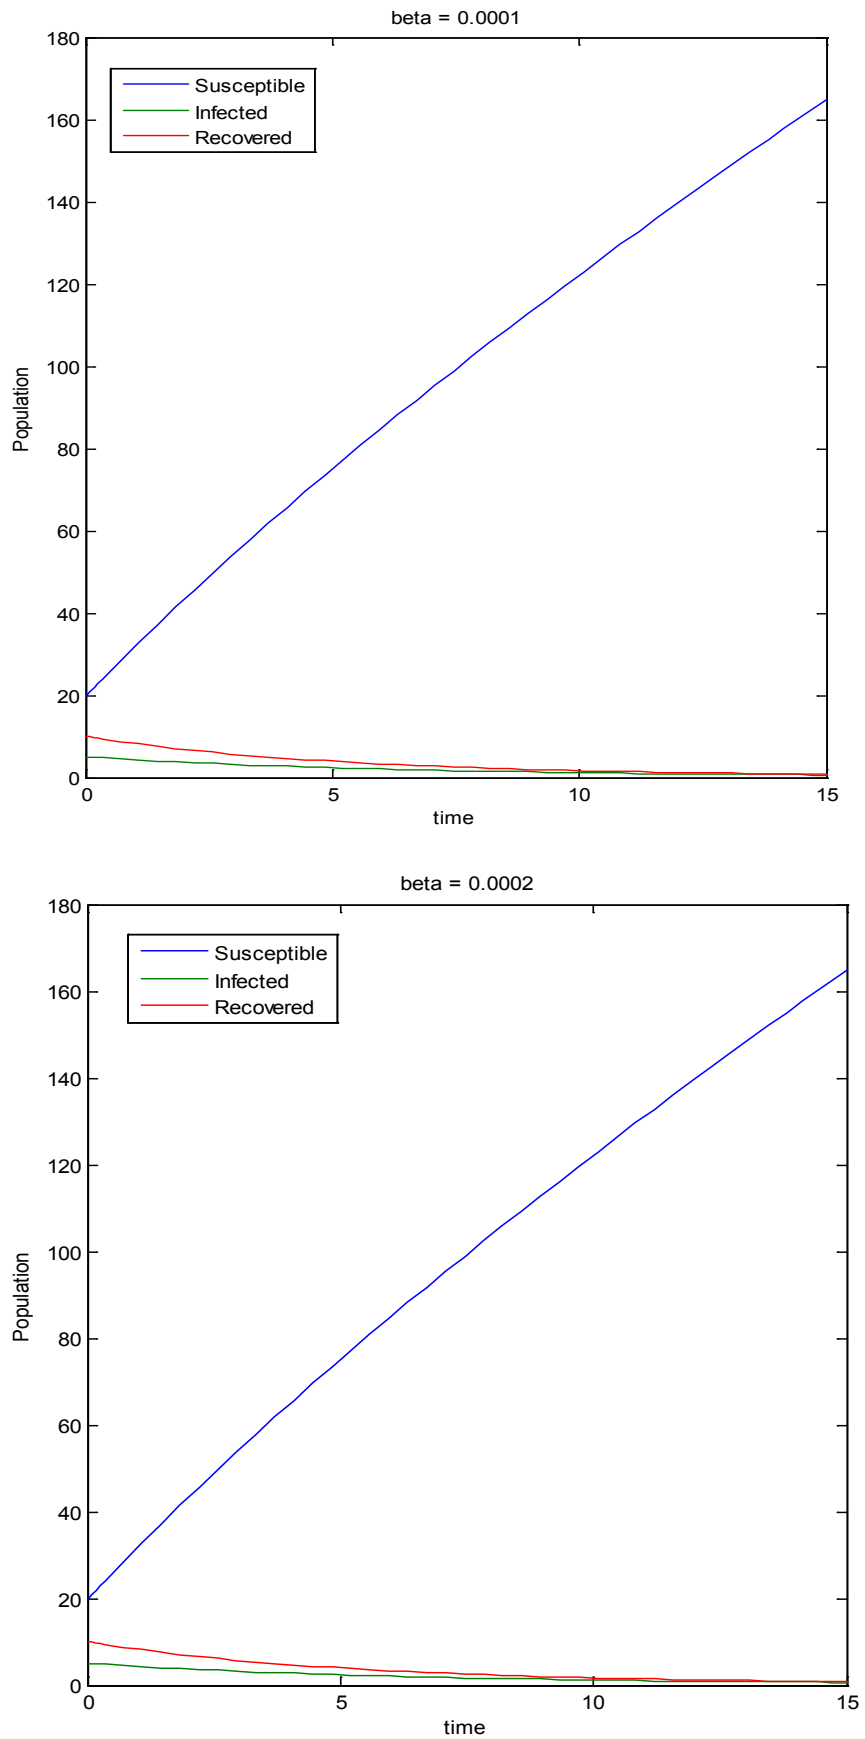 beta = 0.0001
180
160
140
120
100
80
60
40
20
0
Population
Susceptible
Infected
Recovered
0
5
10
15
time
beta = 0.0002
180
160
140
120
100
80
60
40
20
0
Population
Susceptible
Infected
Recovered
0
5
10
15
time